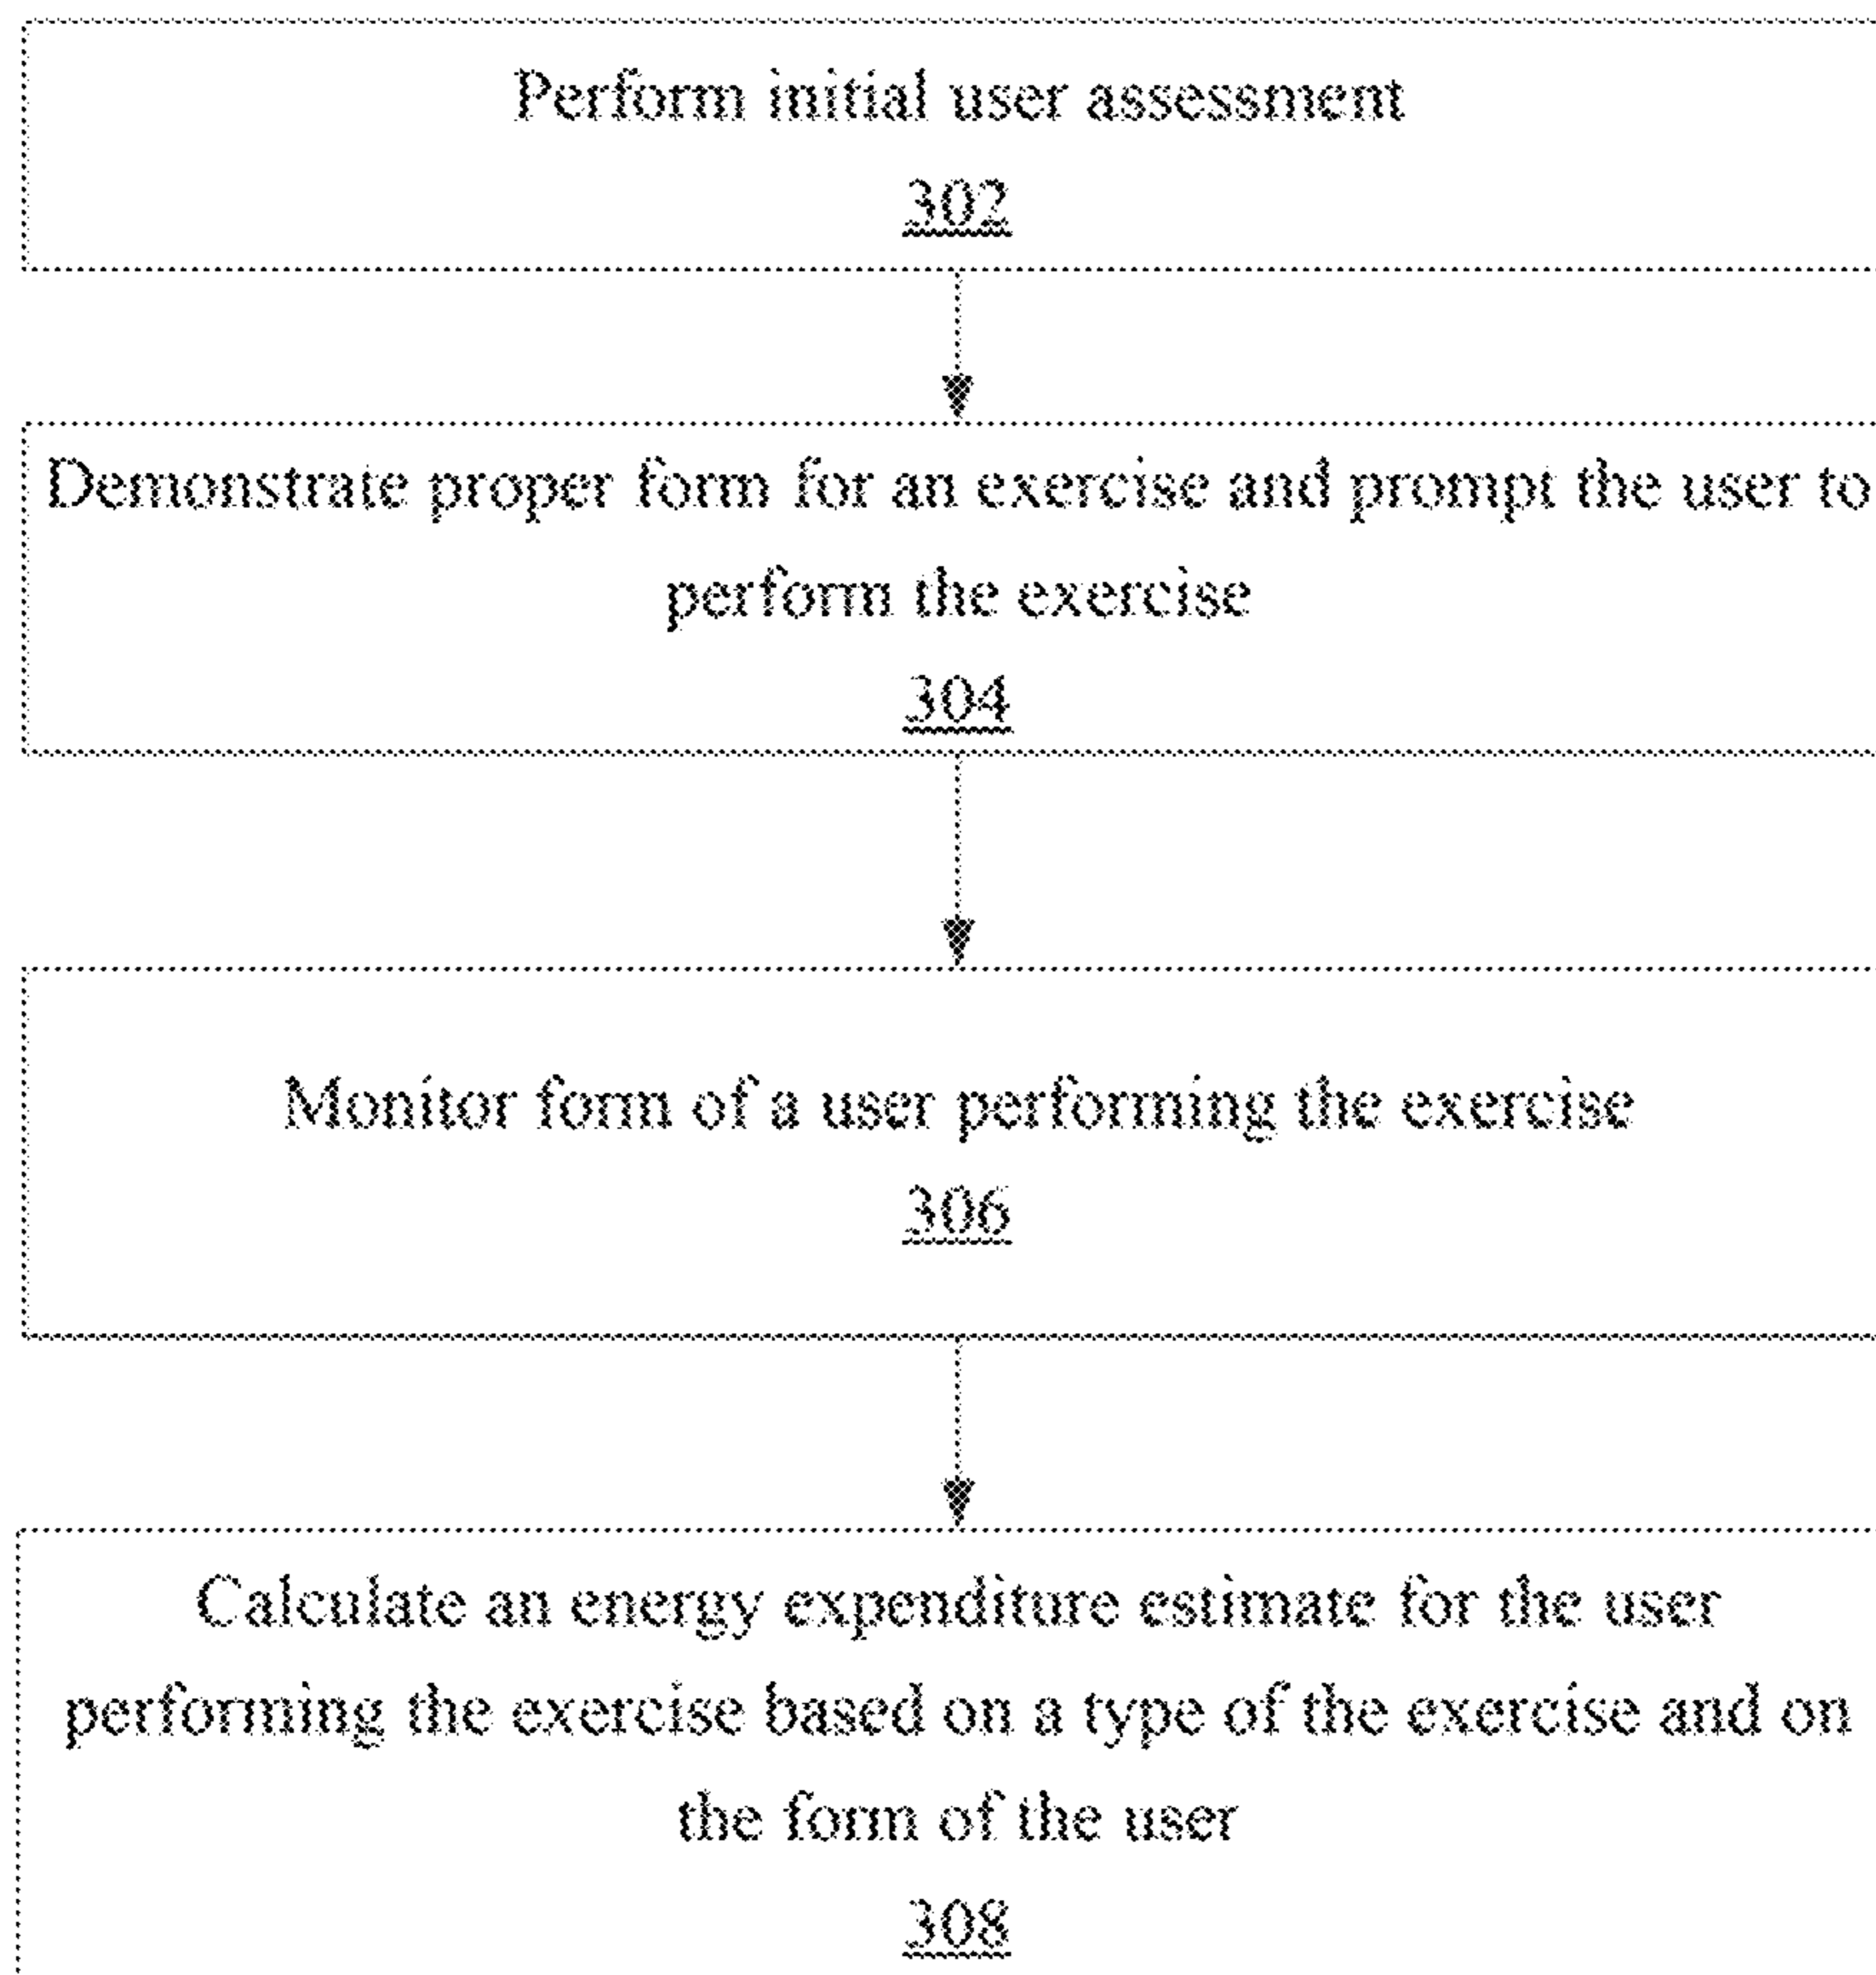 Perform initial user assessment
302
Demonstrate proper form for an exercise and prompt the user to
perform the exercise
304
Monitor form of a user performing the exercise
306
Calculate an energy expenditure estimate for the user
performing the exercise based on a type of the exercise and on
the form of the user
308